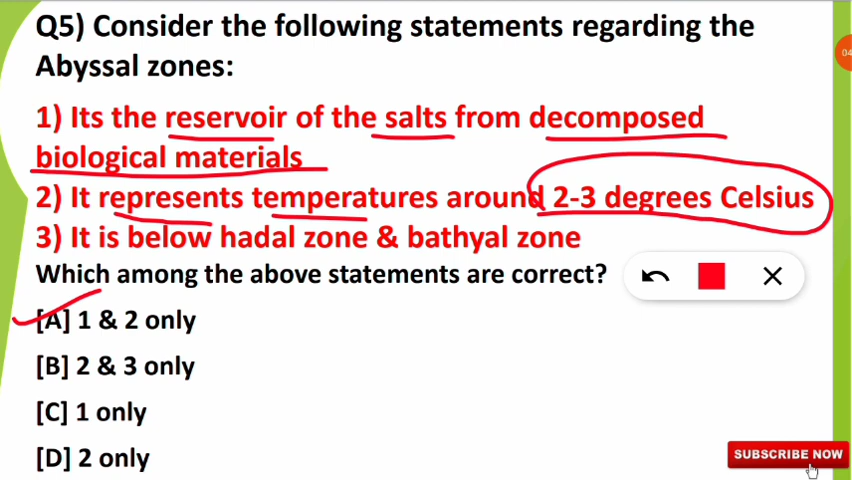 Q5) Consider the following statements regarding the
Abyssal zones:
1) Its the reservoir of the salts from decomposed
biological materials
2) It represents temperatures around 2-3 degrees Celsius
3) It is below hadal zone & bathyal zone
Which among the above statements are correct?
[A] 1 & 2 only
[B] 2 & 3 only
[C] 1 only
[D] 2 only
04
SUBSCRIBE NOW